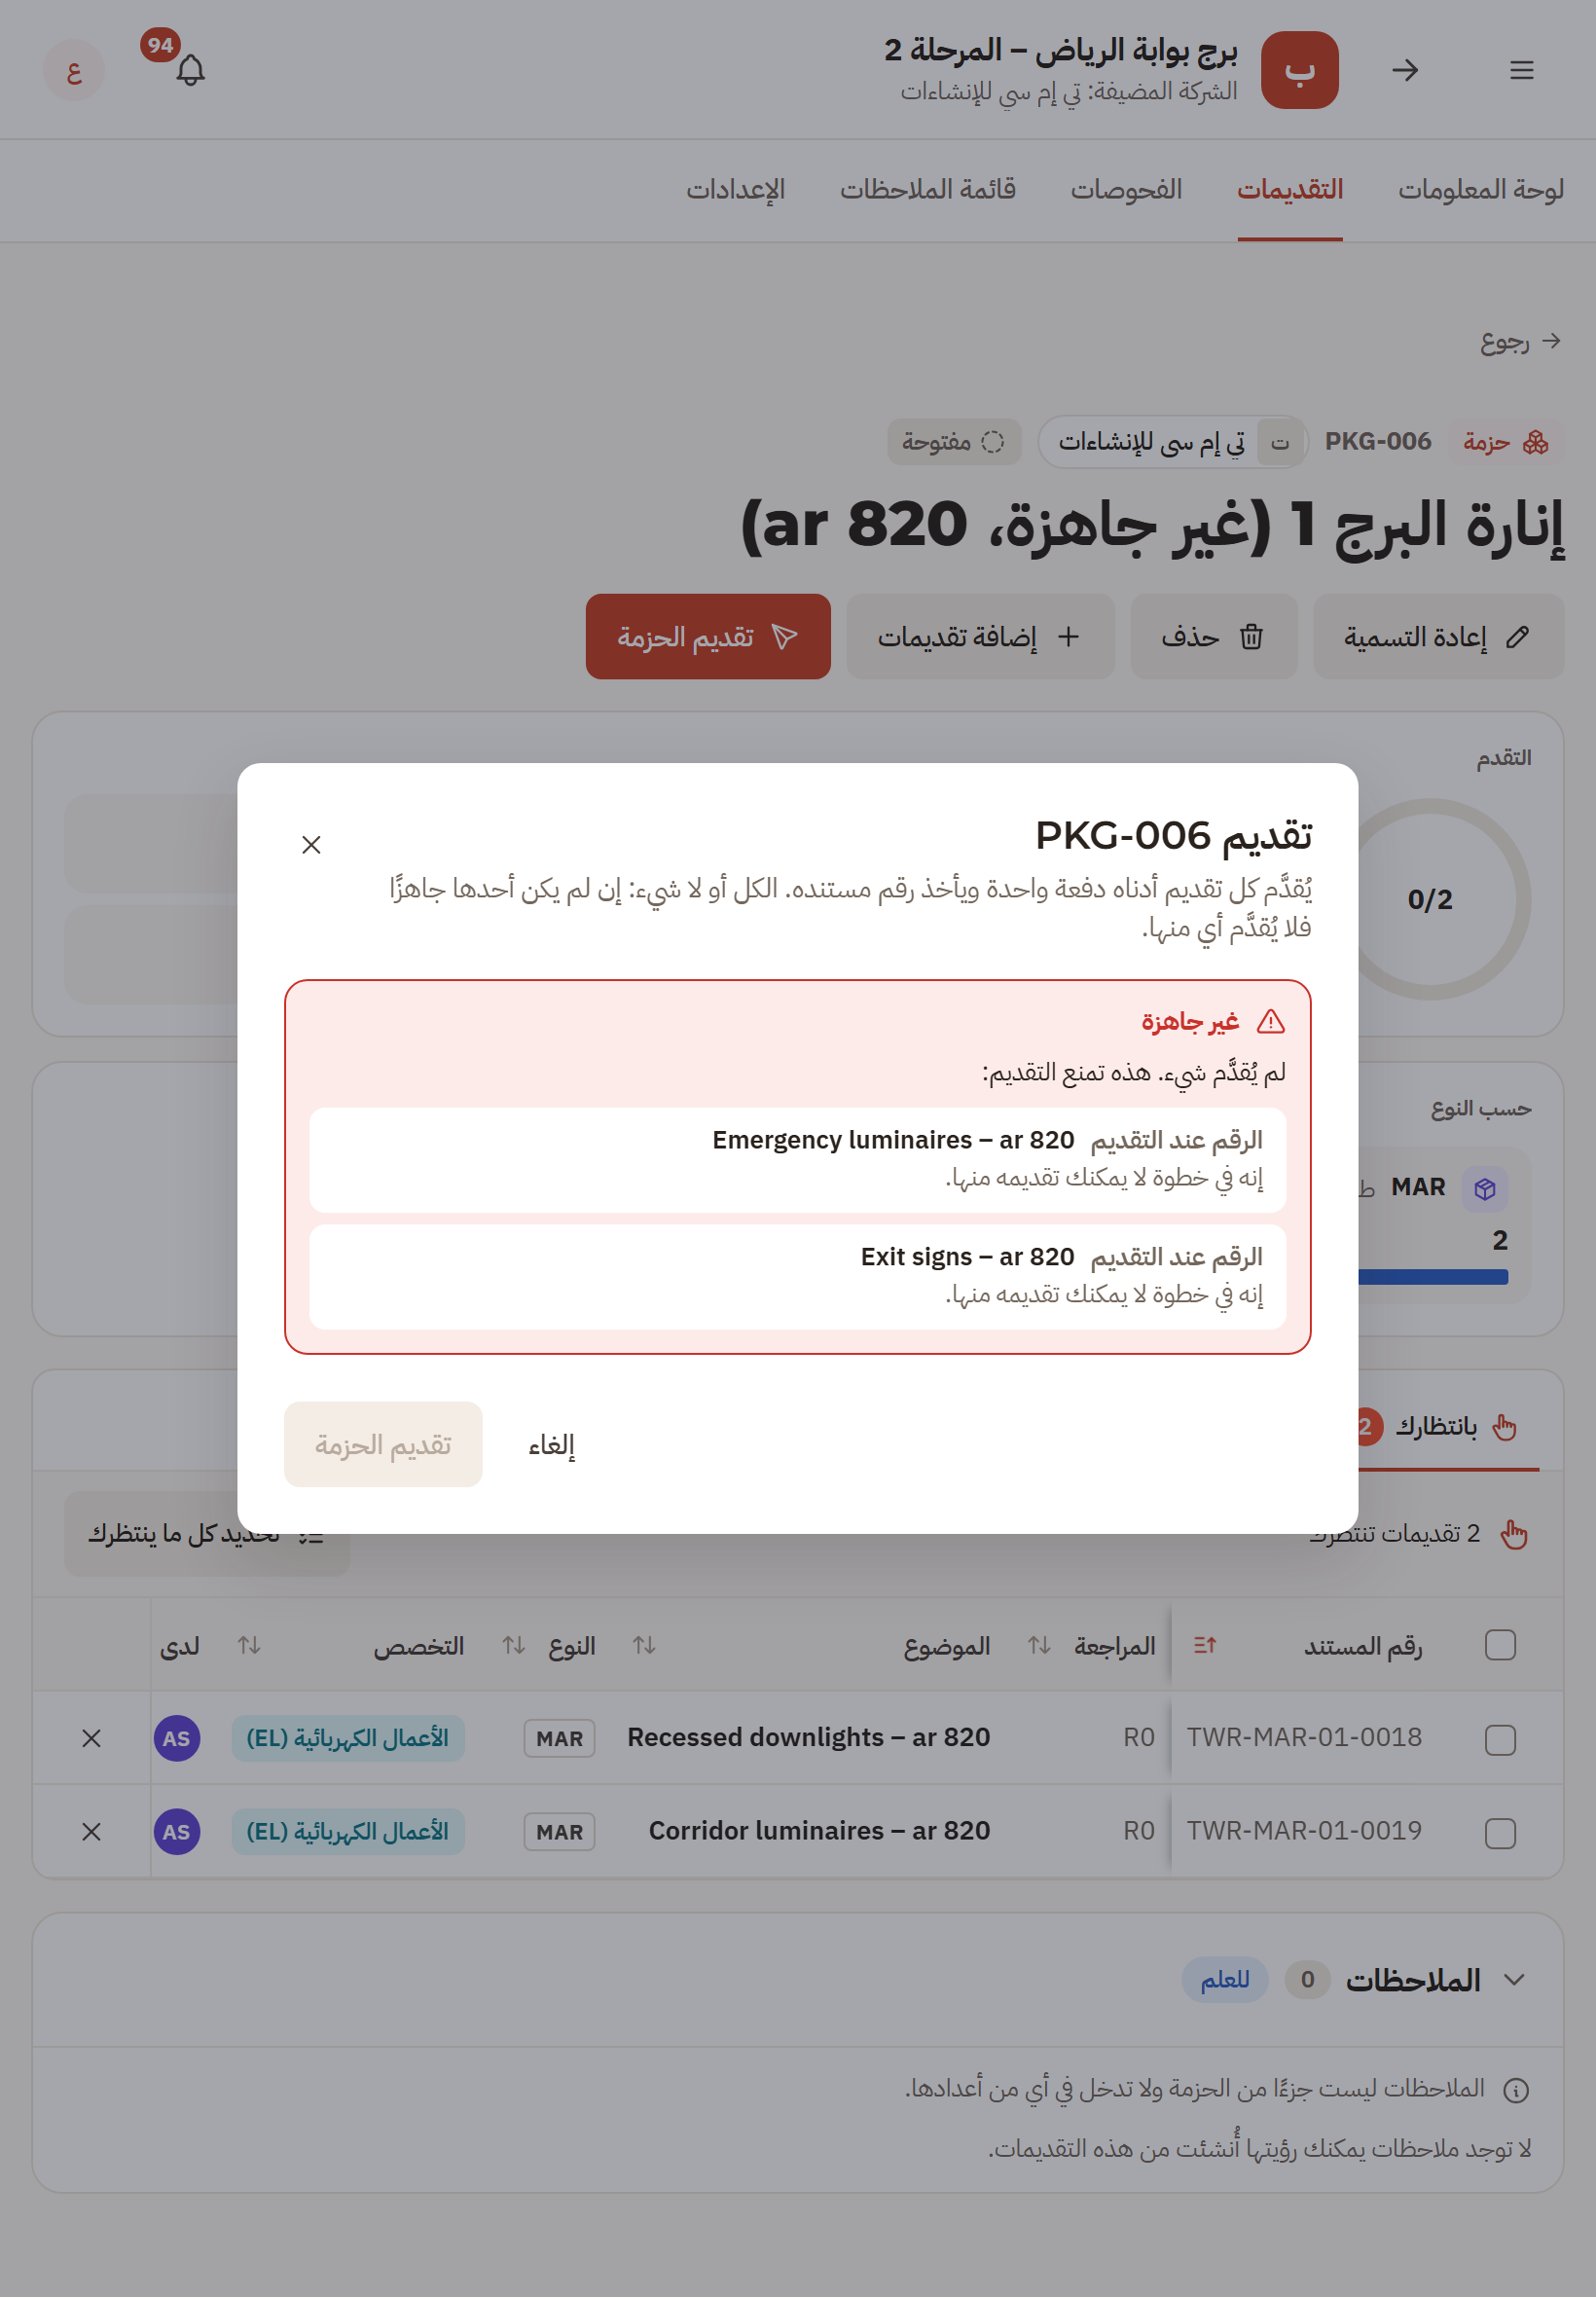 برج بوابة الرياض – المرحلة 2
الشركة المضيفة: تي إم سي للإنشاءات
ب
94
ع
لوحة المعلومات
التقديمات
الفحوصات
قائمة الملاحظات
الإعدادات
رجوع
حزمة
PKG-006
ت
تي إم سي للإنشاءات
مفتوحة
إنارة البرج 1 (غير جاهزة، ar 820)
إعادة التسمية
حذف
إضافة تقديمات
تقديم الحزمة
التقدم
0/2
تقديم PKG-006
يُقدَّم كل تقديم أدناه دفعة واحدة ويأخذ رقم مستنده. الكل أو لا شيء: إن لم يكن أحدها جاهزًا
فلا يُقدَّم أي منها.
غير جاهزة
لم يُقدَّم شيء. هذه تمنع التقديم:
الرقم عند التقديم Emergency luminaires – ar 820
إنه في خطوة لا يمكنك تقديمه منها.
الرقم عند التقديم Exit signs – ar 820
إنه في خطوة لا يمكنك تقديمه منها.
إلغاء
تقديم الحزمة
حسب النوع
MAR
2
بانتظارك
2
2 تقديمات تنتظرك
تحديد كل ما ينتظرك
رقم المستند
المراجعة
الموضوع
النوع
التخصص
لدى
TWR-MAR-01-0018
R0
Recessed downlights – ar 820
MAR
الأعمال الكهربائية (EL)
AS
TWR-MAR-01-0019
R0
Corridor luminaires – ar 820
MAR
الأعمال الكهربائية (EL)
AS
الملاحظات
0
للعلم
الملاحظات ليست جزءًا من الحزمة ولا تدخل في أي من أعدادها.
لا توجد ملاحظات يمكنك رؤيتها أُنشئت من هذه التقديمات.